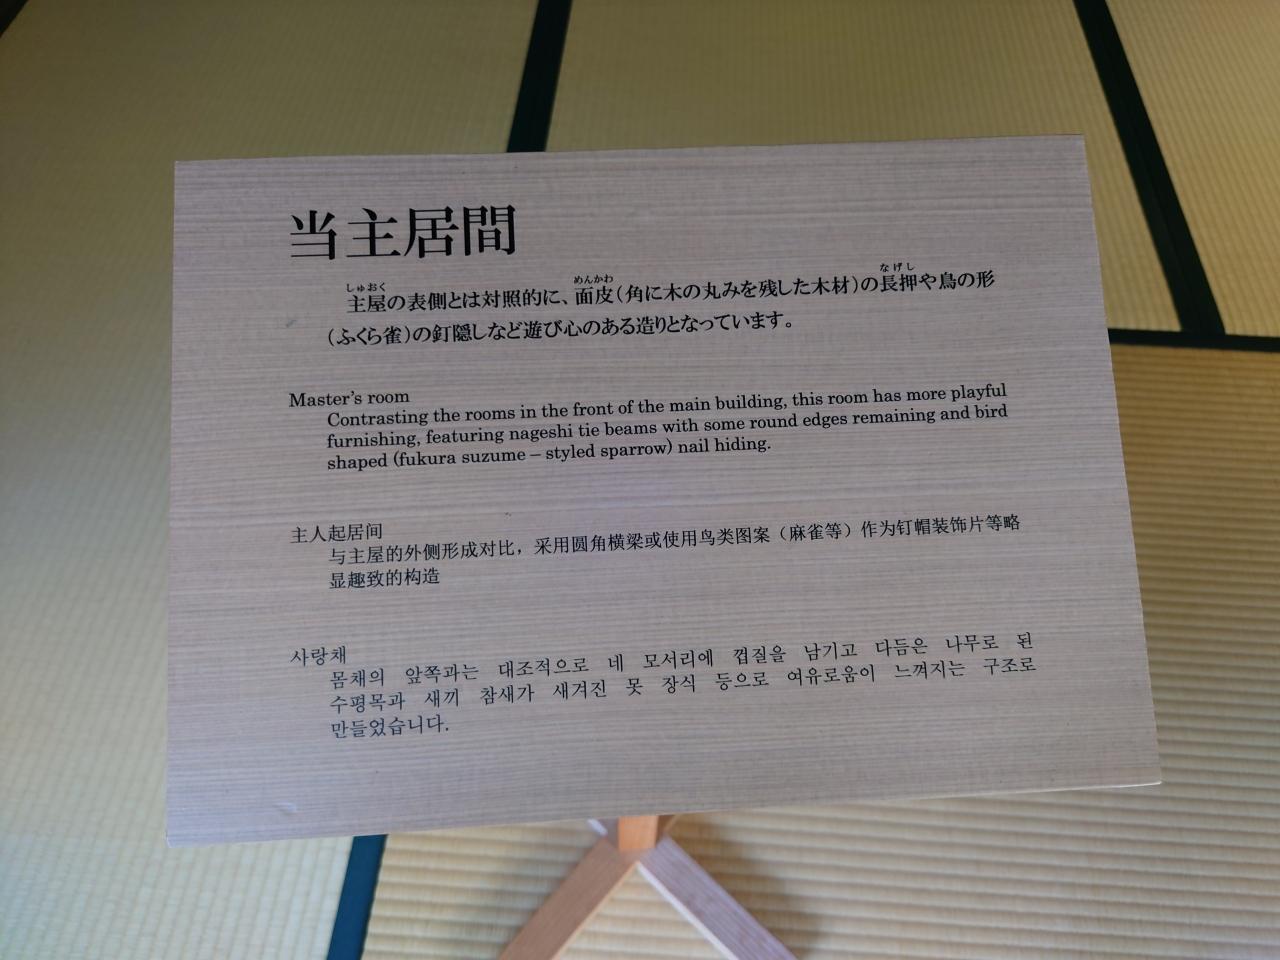 当主居間
しゅおく めんかわ なげし
主屋の表側とは対照的に、面皮(角に木の丸みを残した木材)の長押や鳥の形
(ふくら雀)の釘隠しなど遊び心のある造りとなっています。
Master's room
Contrasting the rooms in the front of the main building, this room has more playful
furnishing, featuring nageshi tie beams with some round edges remaining and bird
shaped (fukura suzume – styled sparrow) nail hiding.
主人起居间
与主屋的外侧形成对比，采用圆角横梁或使用鸟类图案（麻雀等）作为钉帽装饰片等略
显趣致的构造
사랑채
몸채의 앞쪽과는 대조적으로 네 모서리에 껍질을 남기고 다듬은 나무로 된
수평목과 새끼 참새가 새겨진 못 장식 등으로 여유로움이 느껴지는 구조로
만들었습니다.